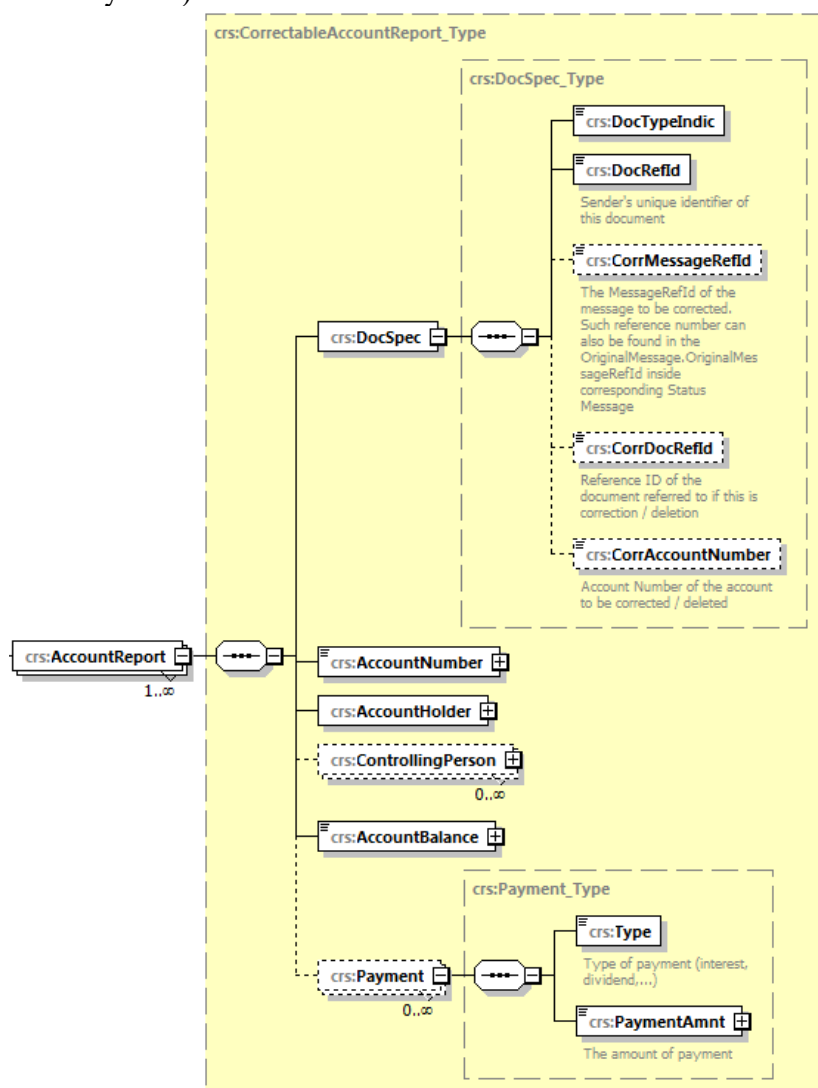 crs:CorrectableAccountReport_Type
crs:DocSpec_Type
crs:DocTypeIndic
crs:DocRefId
Sender's unique identifier of
this document
crs:CorrMessageRefId
The MessageRefId of the
message to be corrected.
Such reference number can
also be found in the
OriginalMessage.OriginalMes
sageRefId inside
corresponding Status
Message
crs:DocSpec
crs:CorrDocRefId
Reference ID of the
document referred to if this is
correction / deletion
crs:CorrAccountNumber
Account Number of the account
to be corrected / deleted
crs:AccountReport
1..∞
crs:AccountNumber
crs:AccountHolder
crs:ControllingPerson
0..∞
crs:AccountBalance
crs:Payment_Type
crs:Type
Type of payment (interest,
dividend,...)
crs:Payment
0..∞
crs:PaymentAmnt
The amount of payment